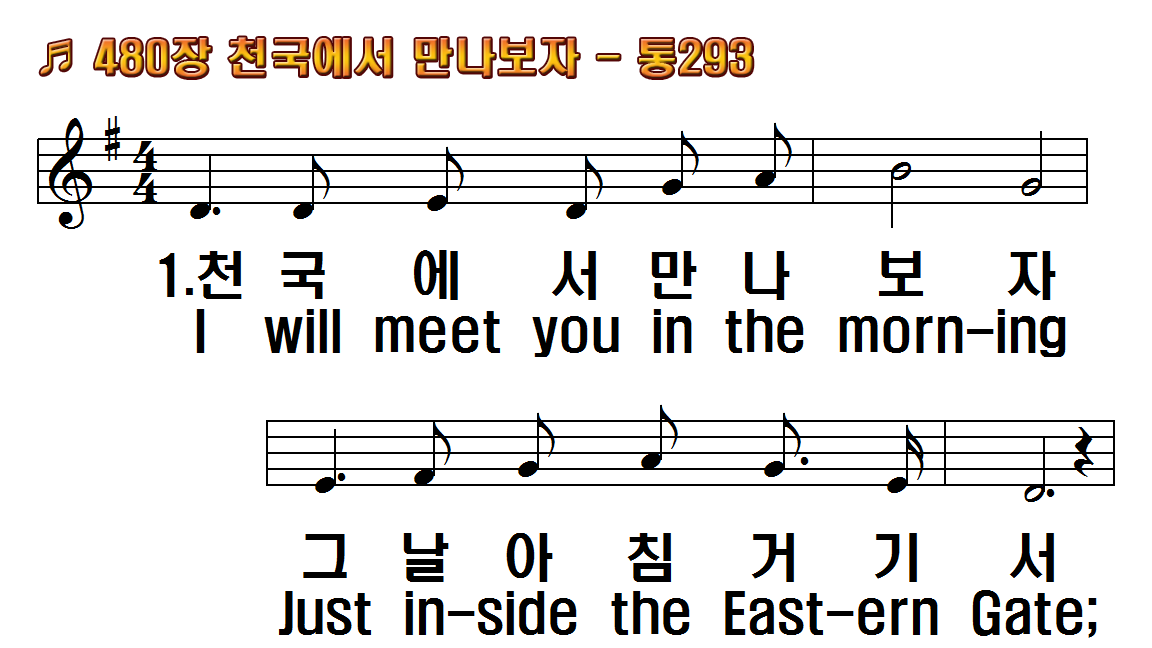 ♬ 480장 천국에서 만나보자 - 통293
4
4
1.천 국 에 서 만 나 보 자
I will meet you in the morn-ing
그 날 아 침 거 기 서
Just in-side the East-ern Gate;